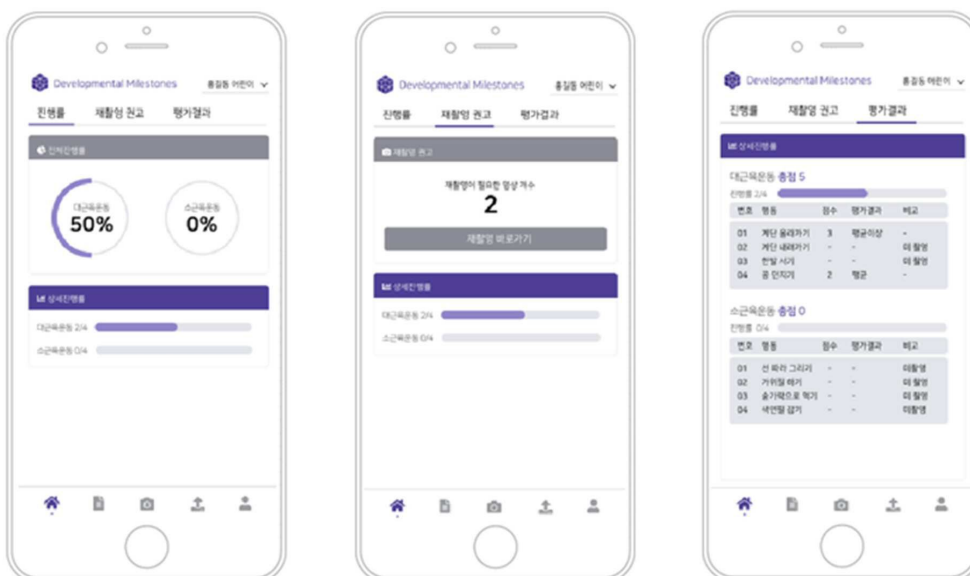 Developmental Milestones 홍길동 어린이
진행률 재촬영 권고 평가결과
전체진행률
대근육운동
50%
소근육운동
0%
상세진행률
대근육운동 2/4
소근육운동 0/4
Developmental Milestones 홍길동 어린이
진행률 재촬영 권고 평가결과
재촬영 권고
재촬영이 필요한 영상 개수
2
재촬영 바로가기
상세진행률
대근육운동 2/4
소근육운동 0/4
Developmental Milestones 홍길동 어린이
진행률 재촬영 권고 평가결과
상세진행률
대근육운동 총점 5
진행률 2/4
번호 행동 점수 평가결과 비고
01 계단 올라가기 3 평균이상 -
02 계단 내려가기 - - 미 촬영
03 한발 서기 - - 미 촬영
04 공 던지기 2 평균 -
소근육운동 총점 0
진행률 0/4
번호 행동 점수 평가결과 비고
01 선 따라 그리기 - - 미촬영
02 가위질 하기 - - 미 촬영
03 숟가락으로 먹기 - - 미 촬영
04 색연필 잡기 - - 미촬영